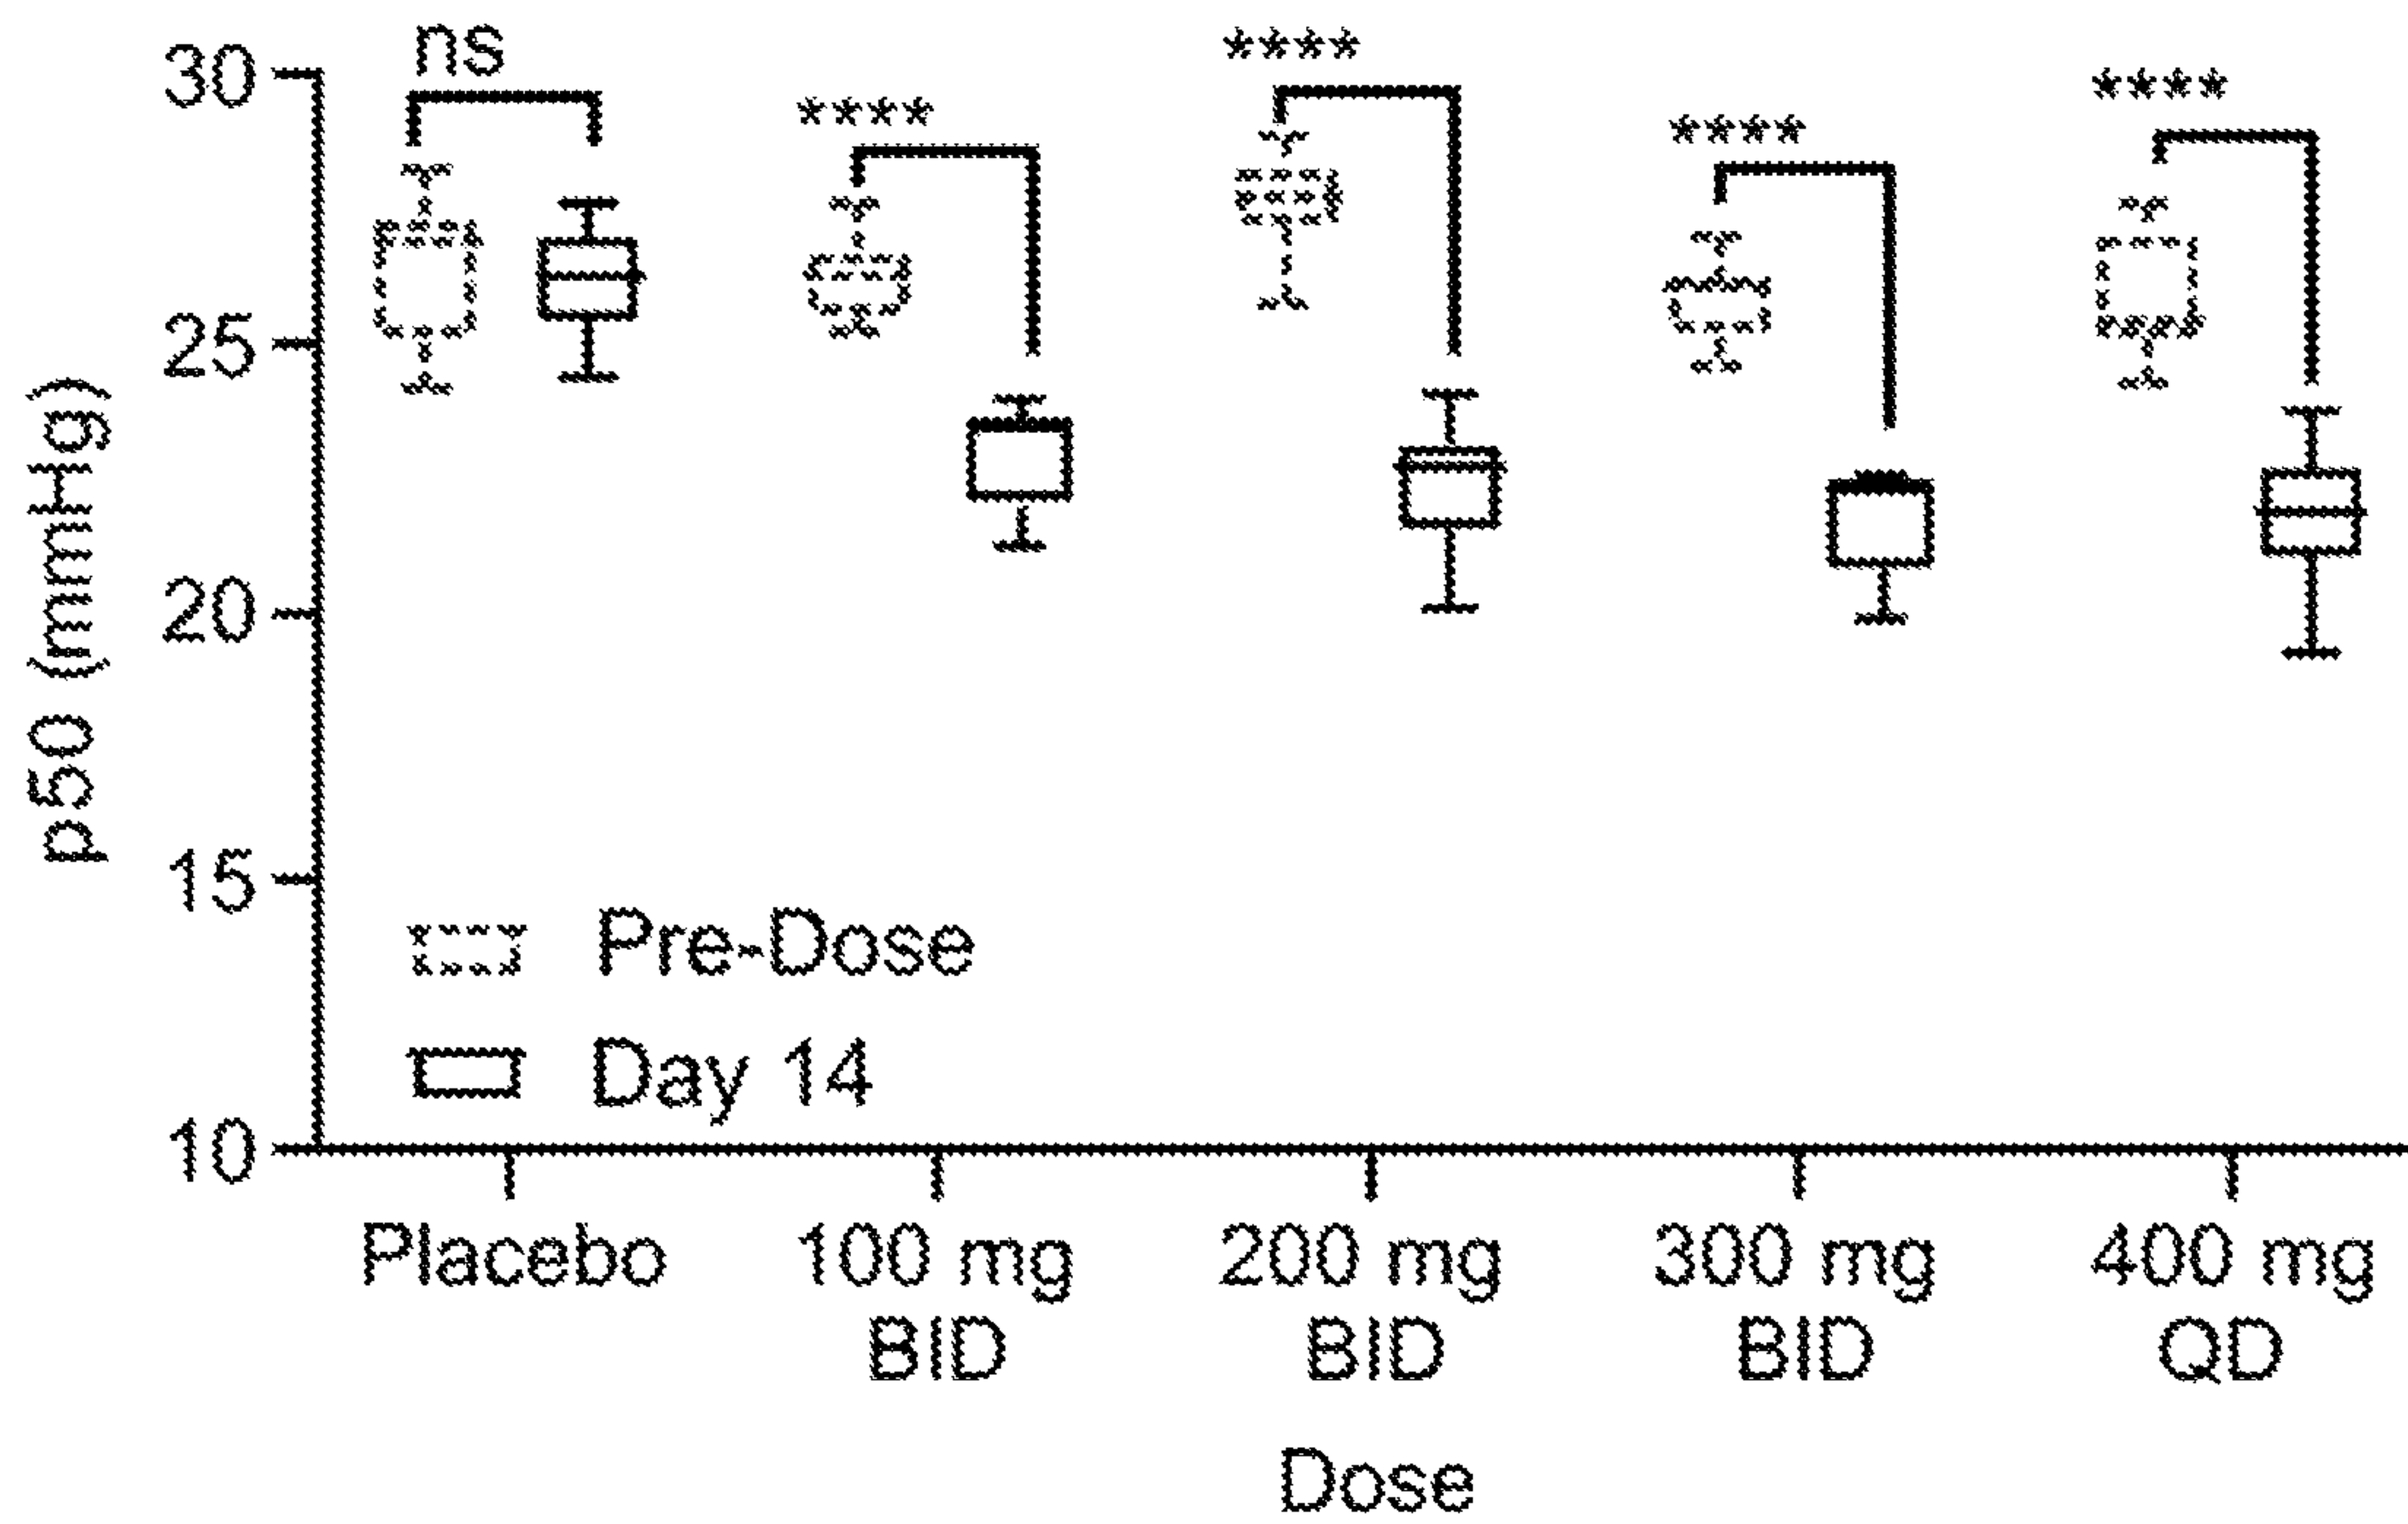 ns
****
****
****
****
30
25
20
15
10
p50 (mmHg)
Pre-Dose
Day 14
Placebo
100 mg
BID
200 mg
BID
300 mg
BID
400 mg
QD
Dose